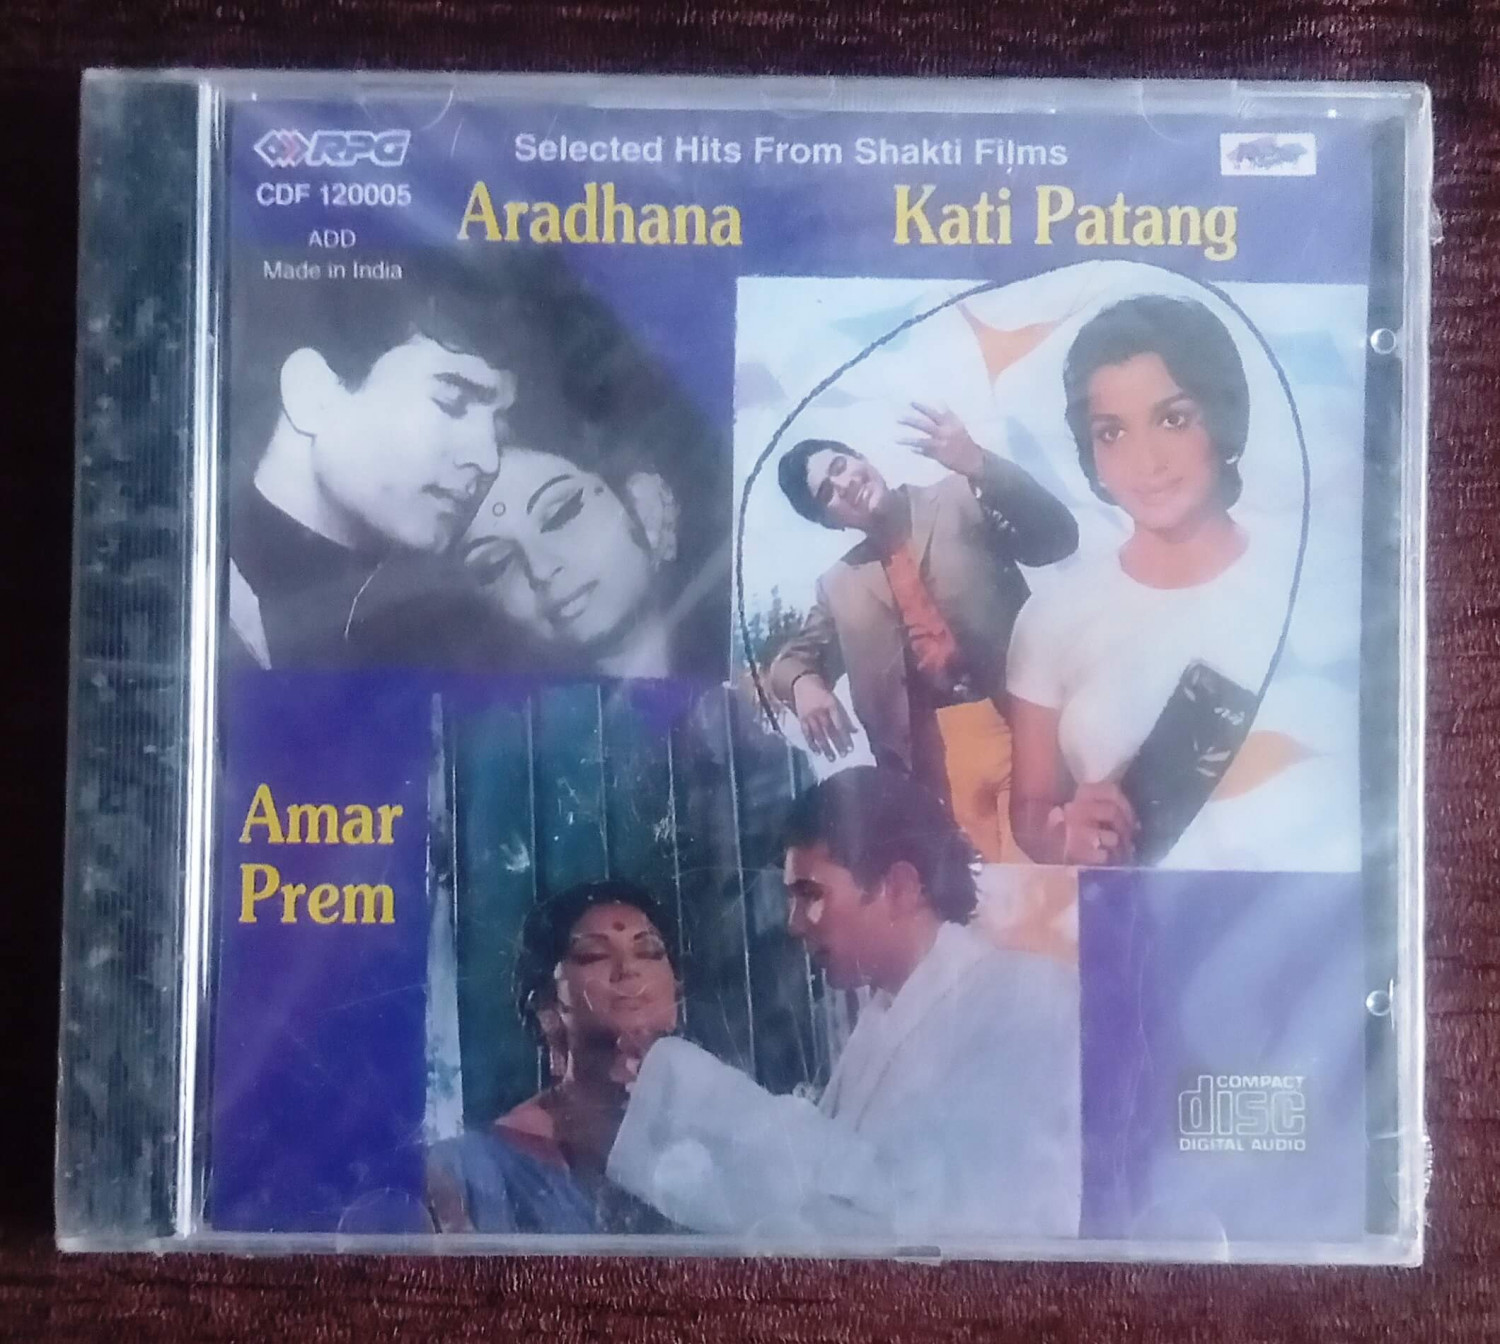 RPG
CDF 120005
ADD
Made in India
Selected Hits From Shakti Films
Aradhana
Kati Patang
Amar
Prem
COMPACT
disc
DIGITAL AUDIO